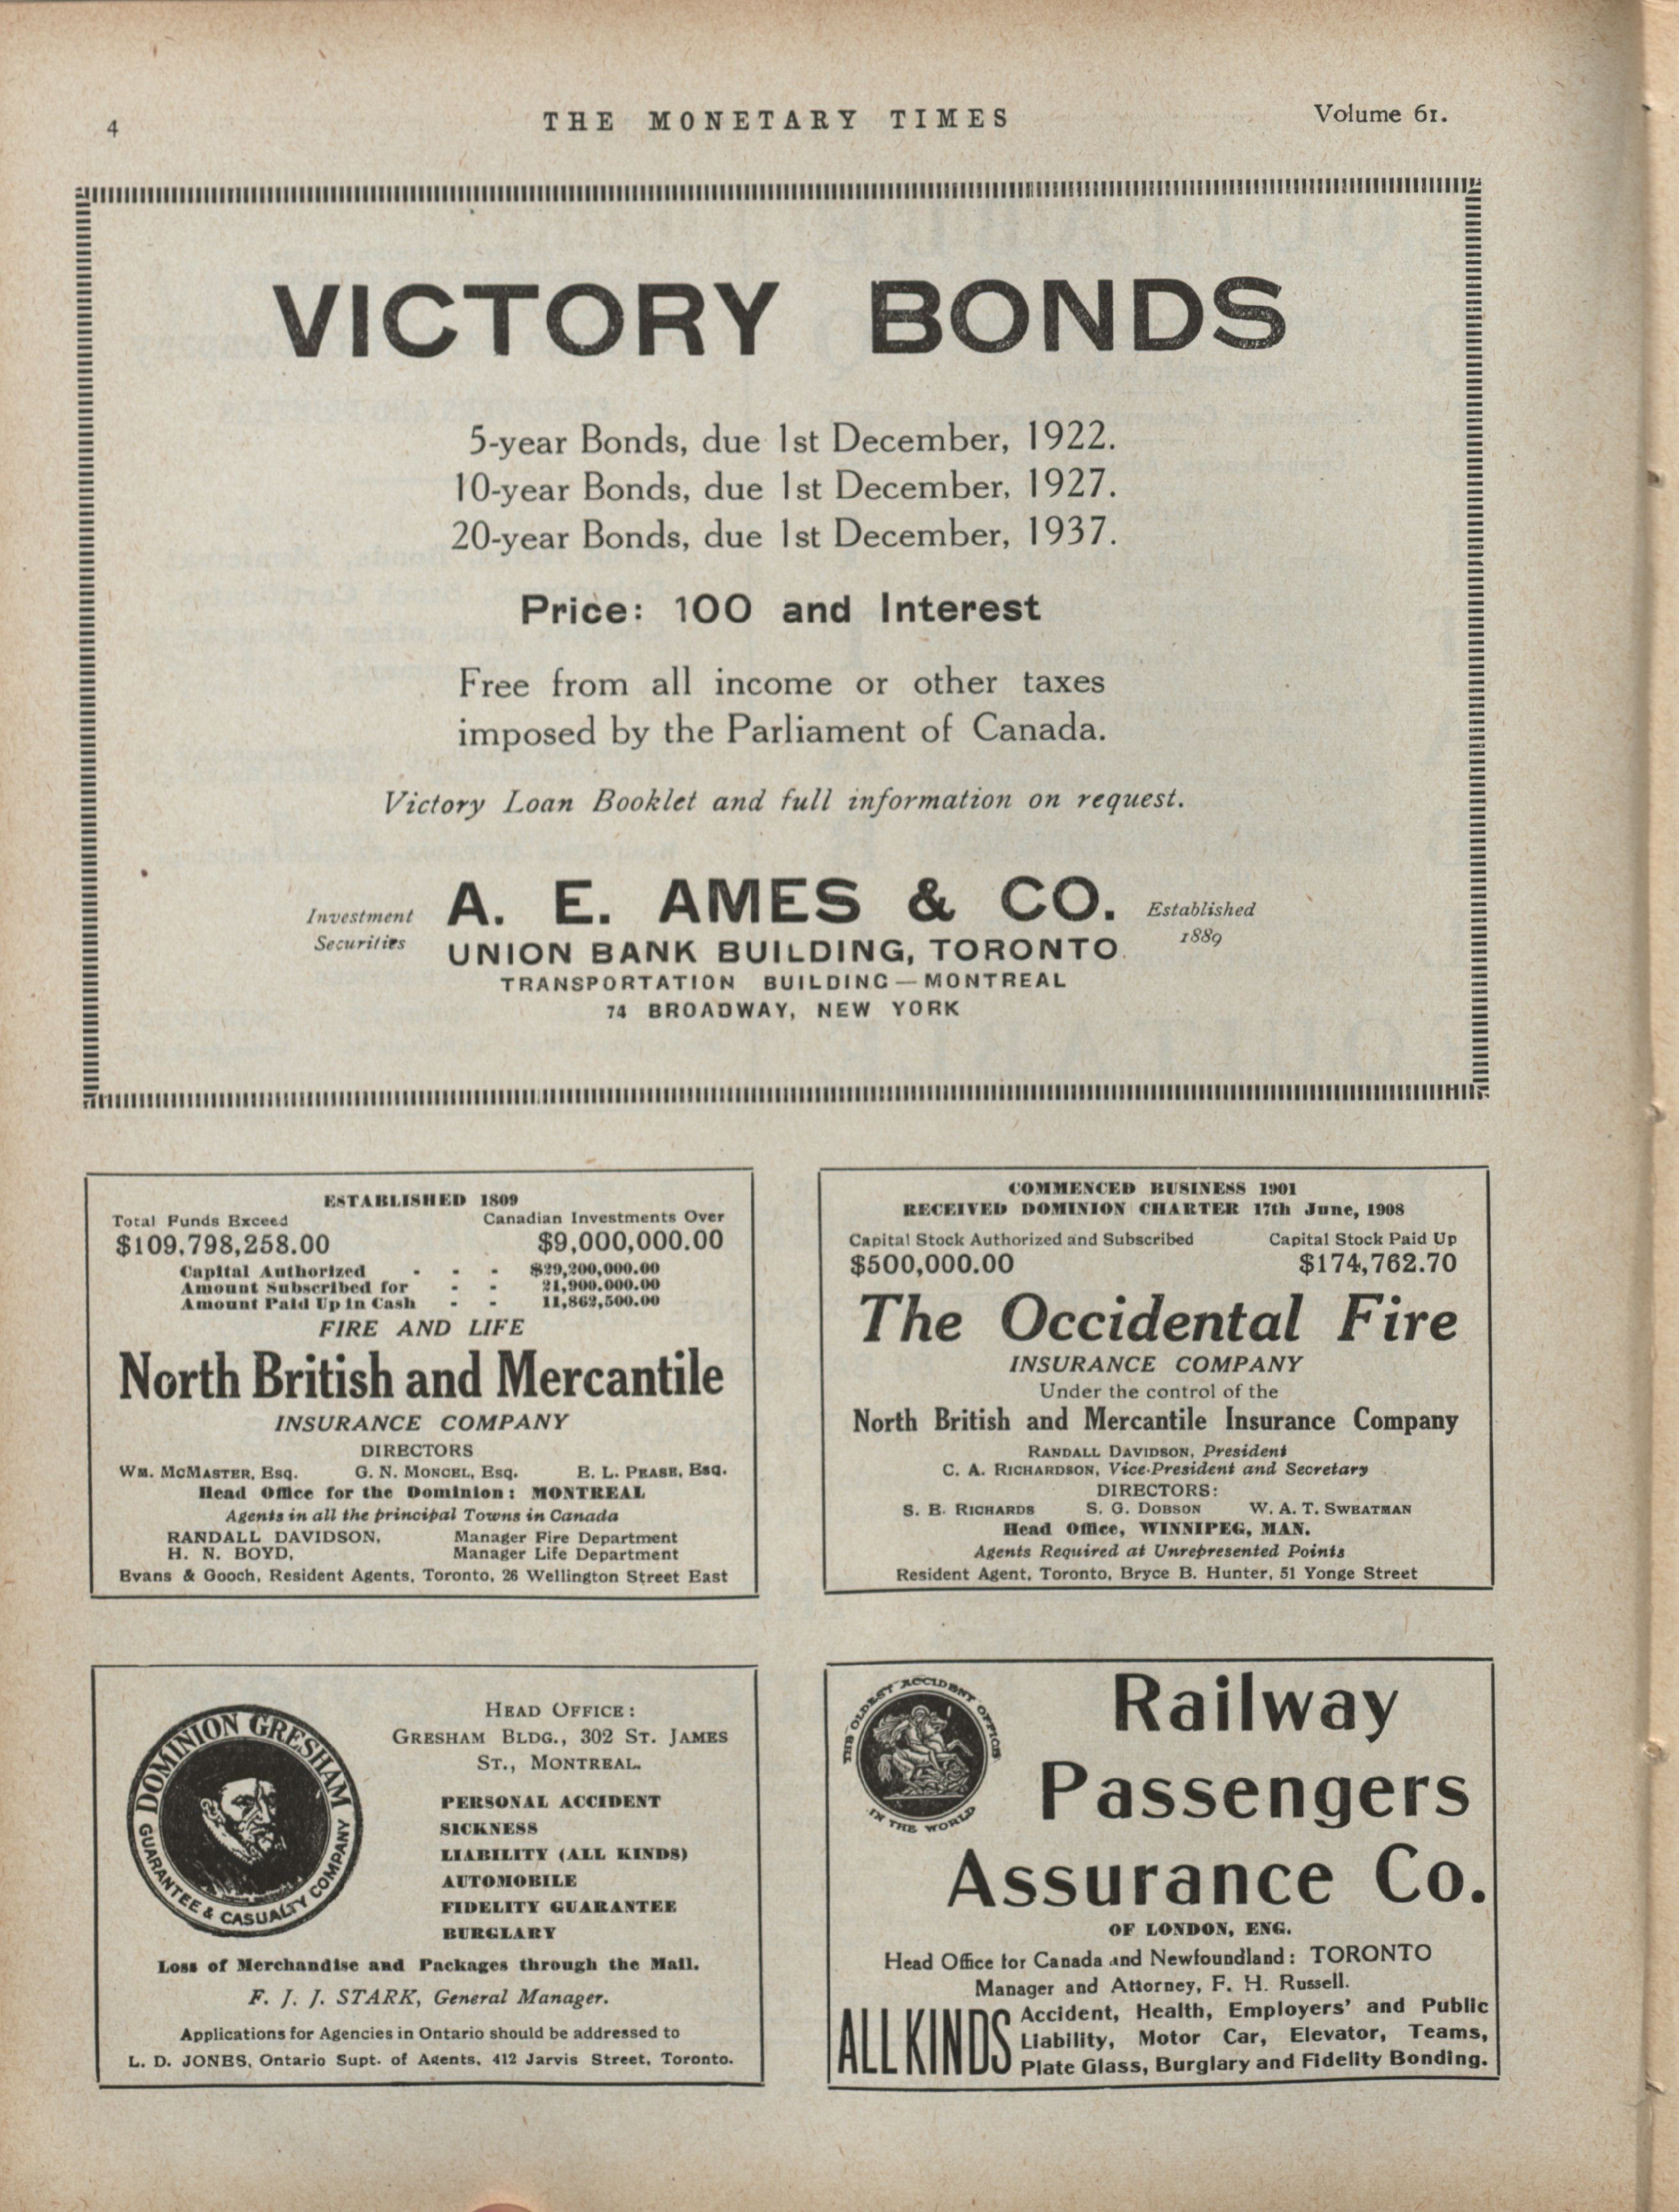 4
THE MONETARY TIMES
Volume 61.
VICTORY BONDS
5-year Bonds, due 1st December, 1922.
10-year Bonds, due 1st December, 1927.
20-year Bonds, due 1st December, 1937.
Price: 100 and Interest
Free from all income or other taxes
imposed by the Parliament of Canada.
Victory Loan Booklet and full information on request.
Investment
Securities
A. E. AMES & CO.
Established
1889
UNION BANK BUILDING, TORONTO
TRANSPORTATION BUILDING — MONTREAL
74 BROADWAY, NEW YORK
ESTABLISHED 1809
Total Funds Exceed Canadian Investments Over
$109,798,258.00 $9,000,000.00
Capital Authorized - - - $29,200,000.00
Amount Subscribed for - - 21,900,000.00
Amount Paid Up in Cash - - 11,862,500.00
FIRE AND LIFE
North British and Mercantile
INSURANCE COMPANY
DIRECTORS
WM. MCMASTER, Esq. G. N. MONCEL, Esq. E. L. PEASE, Esq.
Head Office for the Dominion: MONTREAL
Agents in all the principal Towns in Canada
RANDALL DAVIDSON, Manager Fire Department
H. N. BOYD, Manager Life Department
Evans & Gooch, Resident Agents, Toronto, 26 Wellington Street East
COMMENCED BUSINESS 1901
RECEIVED DOMINION CHARTER 17th June, 1908
Capital Stock Authorized and Subscribed Capital Stock Paid Up
$500,000.00 $174,762.70
The Occidental Fire
INSURANCE COMPANY
Under the control of the
North British and Mercantile Insurance Company
RANDALL DAVIDSON, President
C. A. RICHARDSON, Vice-President and Secretary
DIRECTORS:
S. E. RICHARDS S. G. DOBSON W. A. T. SWEATMAN
Head Office, WINNIPEG, MAN.
Agents Required at Unrepresented Points
Resident Agent, Toronto, Bryce B. Hunter, 51 Yonge Street
DOMINION GRESHAM
GUARANTEE & CASUALTY COMPANY
HEAD OFFICE:
GRESHAM BLDG., 302 ST. JAMES
ST., MONTREAL.
PERSONAL ACCIDENT
SICKNESS
LIABILITY (ALL KINDS)
AUTOMOBILE
FIDELITY GUARANTEE
BURGLARY
Loss of Merchandise and Packages through the Mail.
F. J. J. STARK, General Manager.
Applications for Agencies in Ontario should be addressed to
L. D. JONES, Ontario Supt. of Agents, 412 Jarvis Street, Toronto.
THE OLDEST ACCIDENT OFFICE
IN THE WORLD
Railway
Passengers
Assurance Co.
OF LONDON, ENG.
Head Office for Canada and Newfoundland: TORONTO
Manager and Attorney, F. H. Russell.
ALL KINDS
Accident, Health, Employers' and Public
Liability, Motor Car, Elevator, Teams,
Plate Glass, Burglary and Fidelity Bonding.